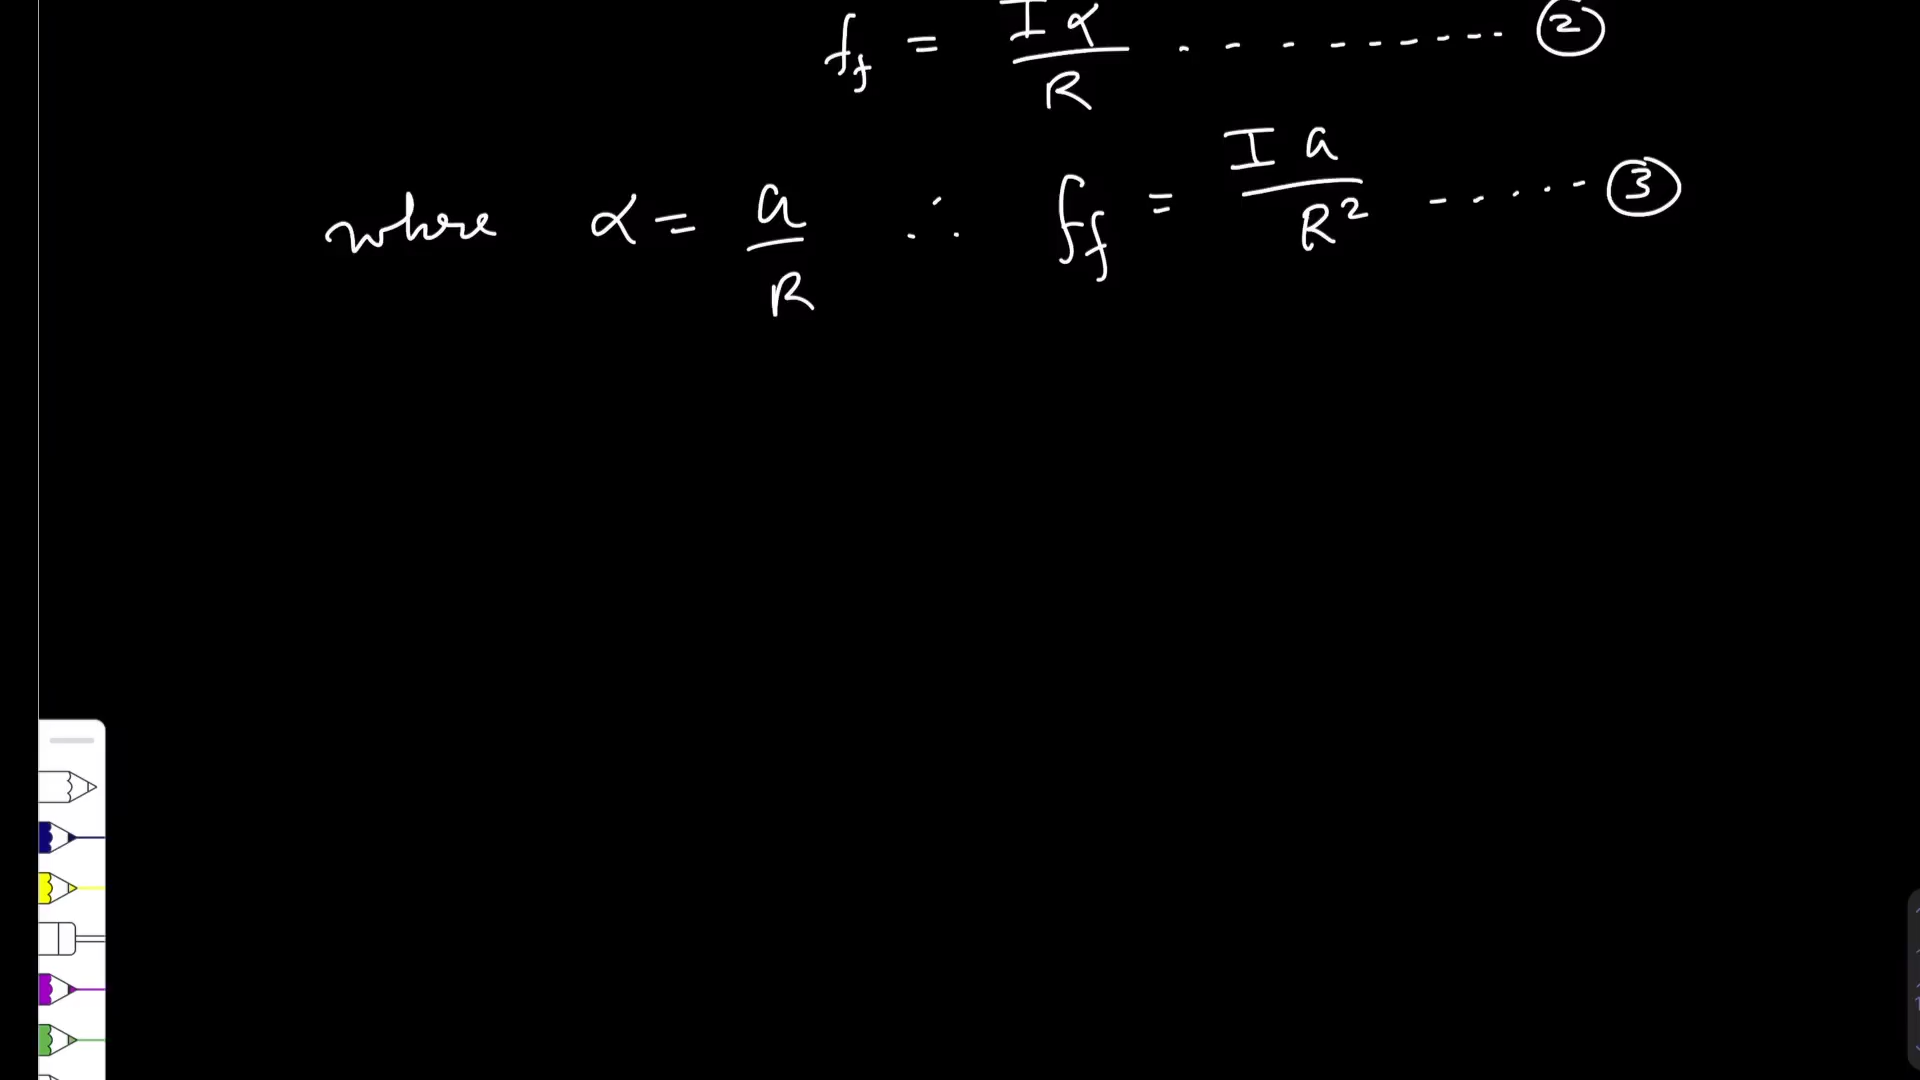 f_f = Iα/R .......... ②
where α = a/R ∴ f_f = Ia/R² ...... ③